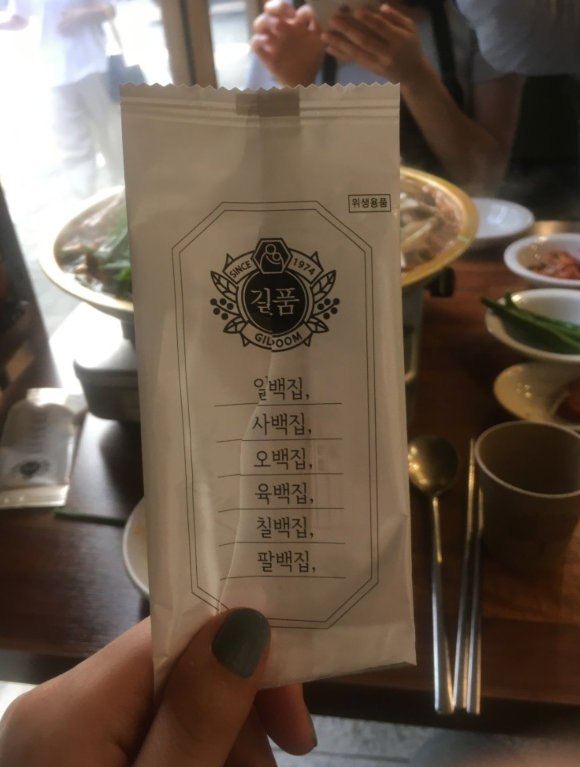 위생용품
SINCE 1974
길품
GILPOOM
일백집,
사백집,
오백집,
육백집,
칠백집,
팔백집,